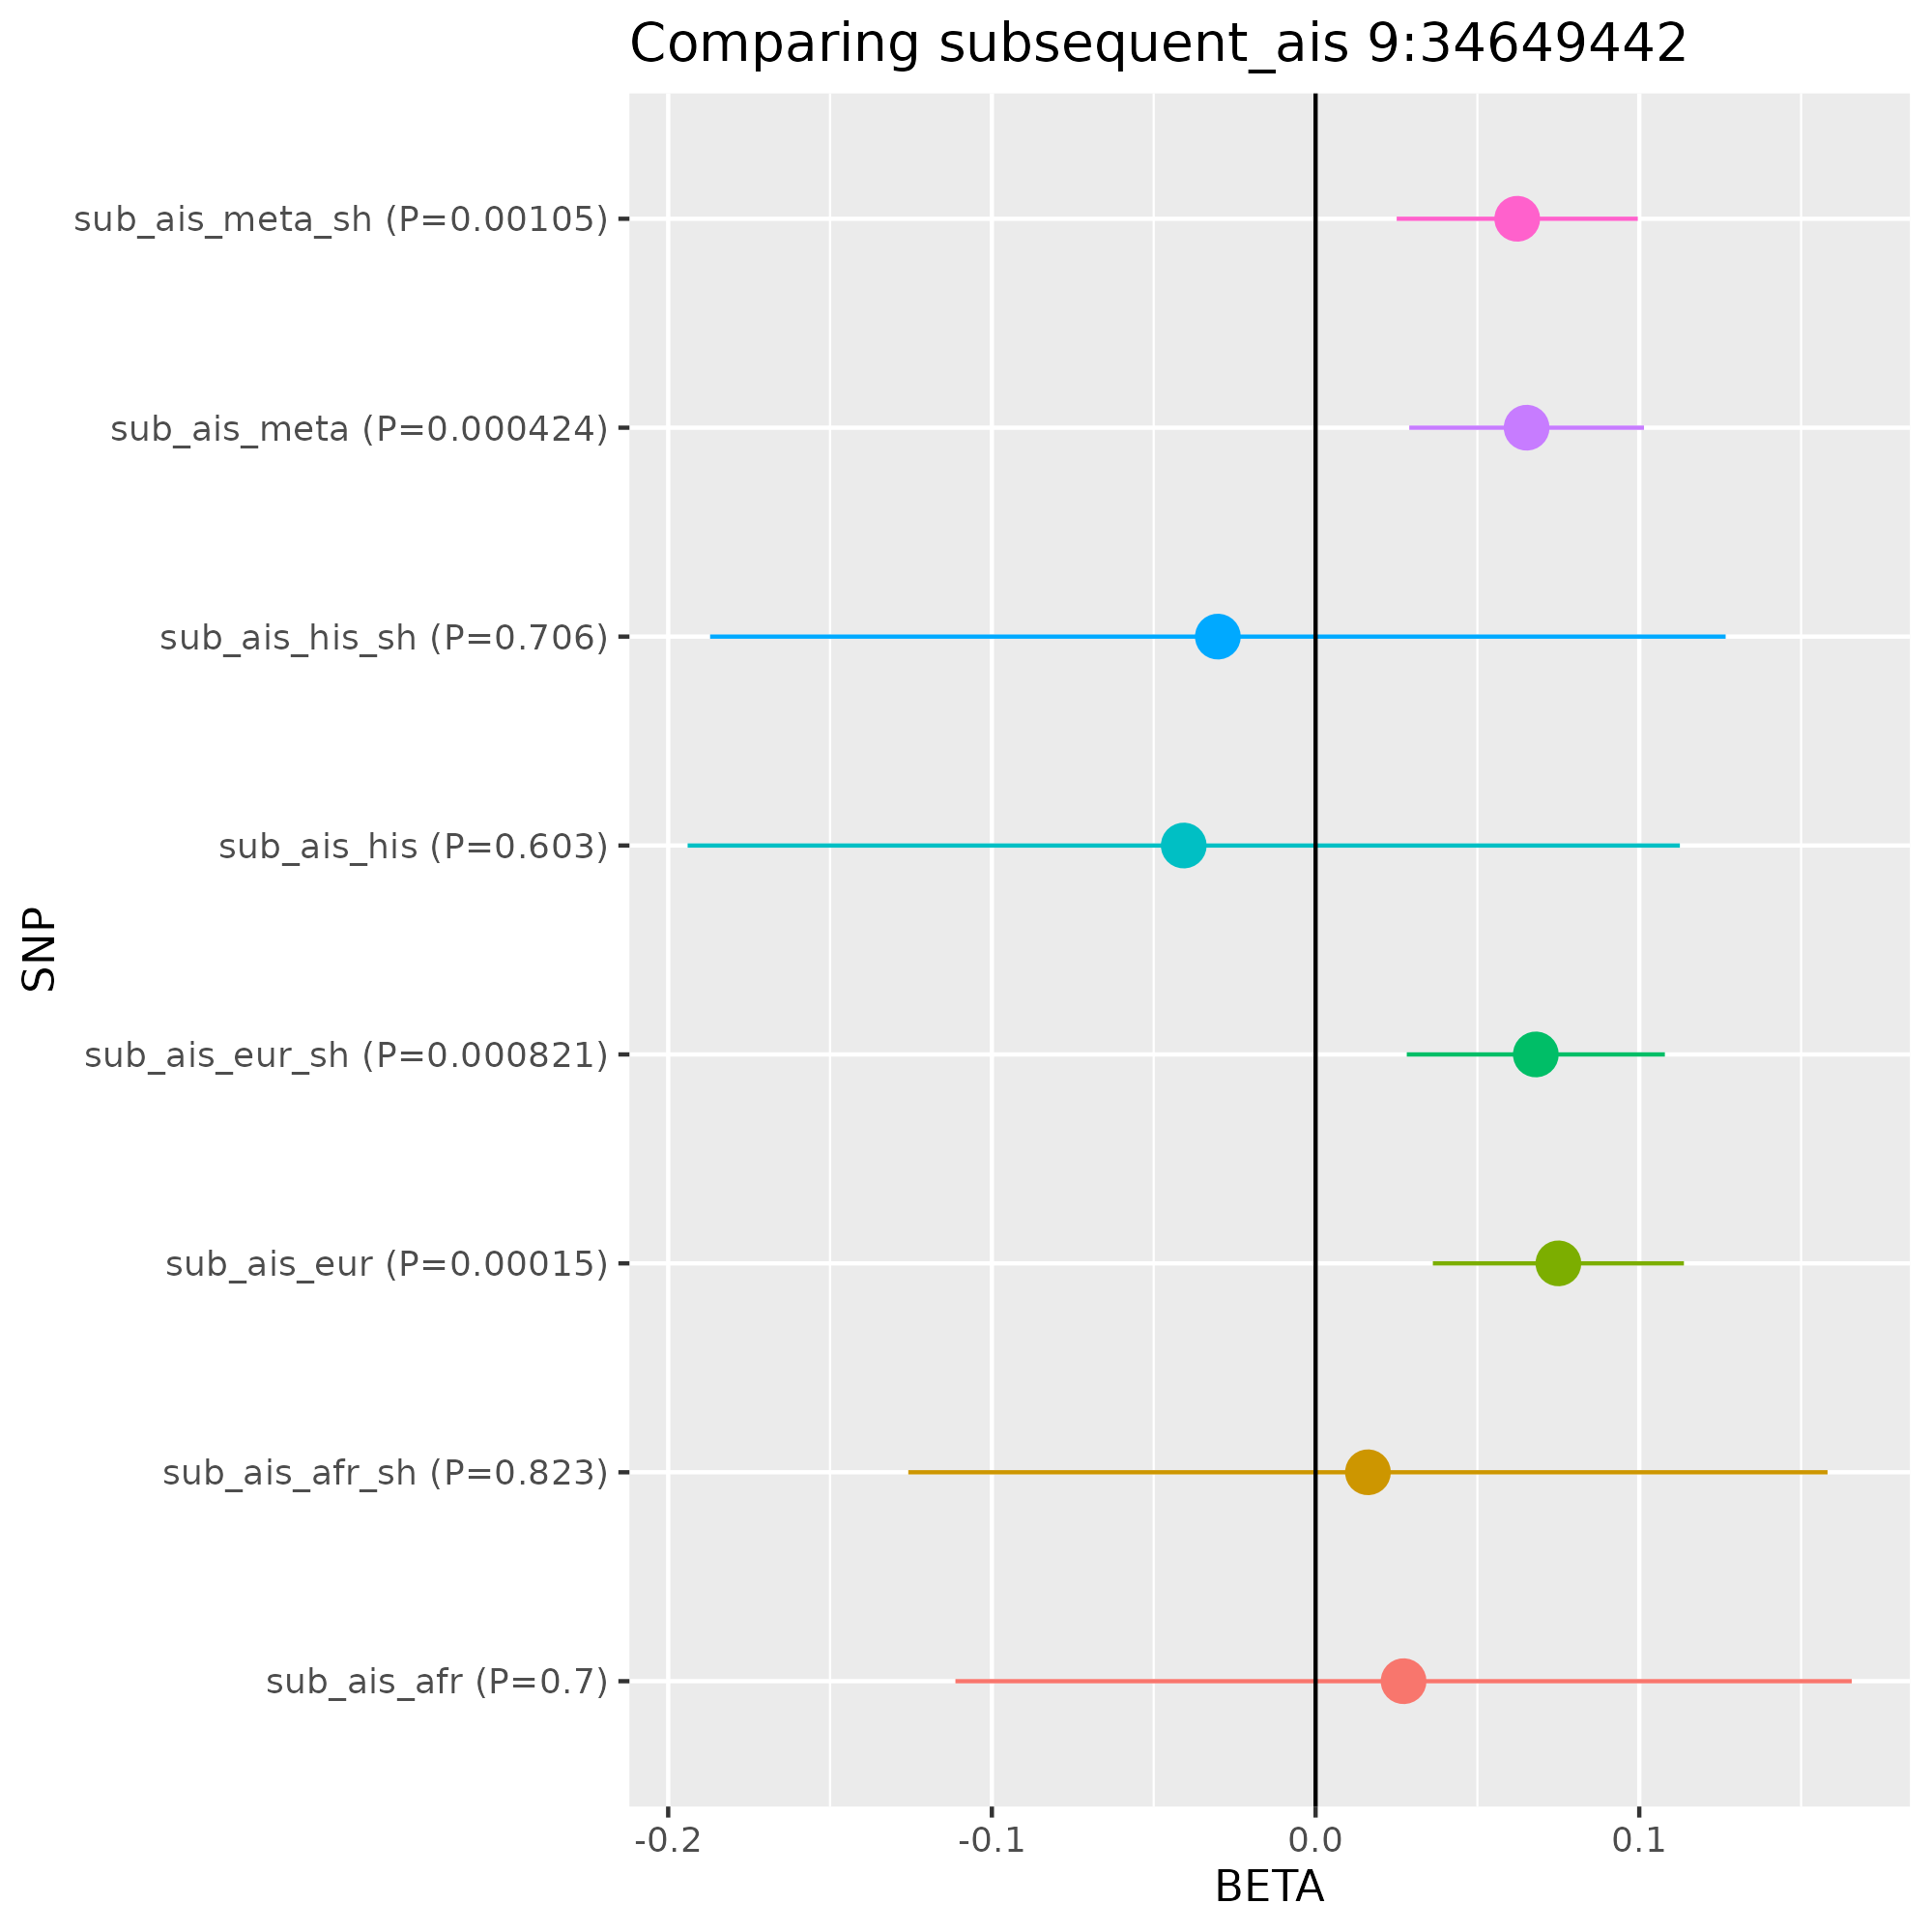 Comparing subsequent_ais 9:34649442
sub_ais_meta_sh (P=0.00105)
sub_ais_meta (P=0.000424)
sub_ais_his_sh (P=0.706)
sub_ais_his (P=0.603)
SNP
sub_ais_eur_sh (P=0.000821)
sub_ais_eur (P=0.00015)
sub_ais_afr_sh (P=0.823)
sub_ais_afr (P=0.7)
-0.2 -0.1 0.0 0.1
BETA